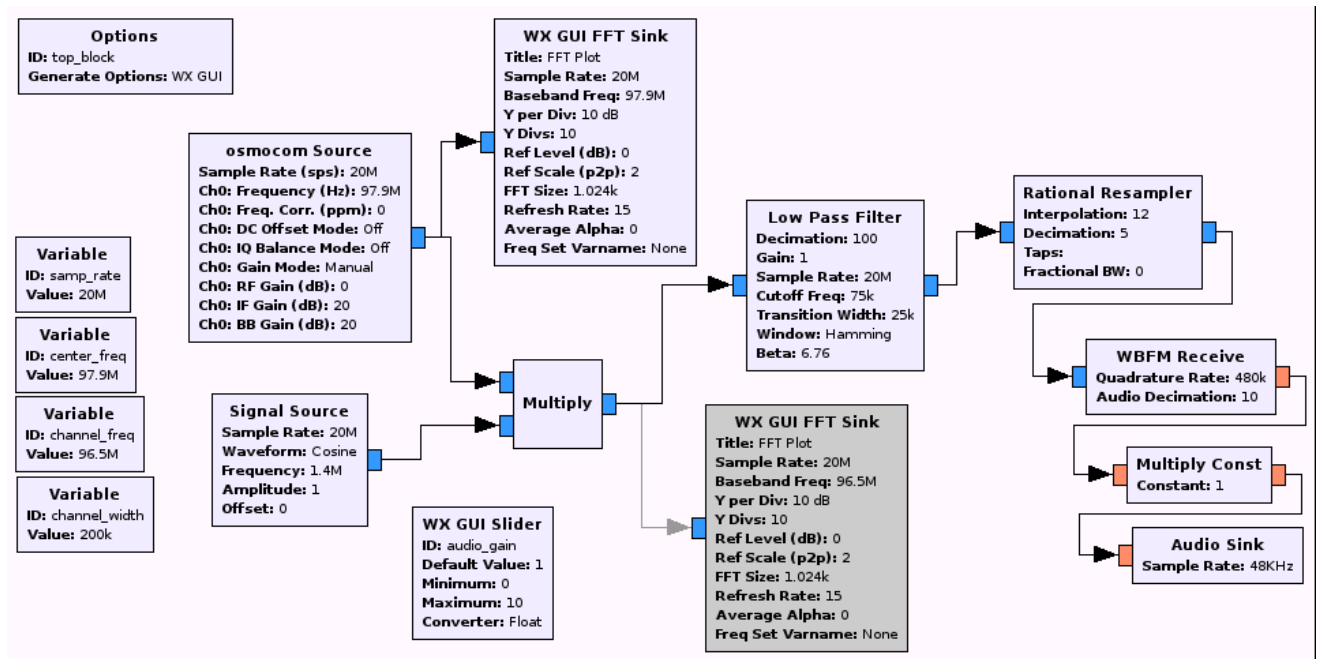 Options
ID: top_block
Generate Options: WX GUI
WX GUI FFT Sink
Title: FFT Plot
Sample Rate: 20M
Baseband Freq: 97.9M
Y per Div: 10 dB
Y Divs: 10
Ref Level (dB): 0
Ref Scale (p2p): 2
FFT Size: 1.024k
Refresh Rate: 15
Average Alpha: 0
Freq Set Varname: None
osmocom Source
Sample Rate (sps): 20M
Ch0: Frequency (Hz): 97.9M
Ch0: Freq. Corr. (ppm): 0
Ch0: DC Offset Mode: Off
Ch0: IQ Balance Mode: Off
Ch0: Gain Mode: Manual
Ch0: RF Gain (dB): 0
Ch0: IF Gain (dB): 20
Ch0: BB Gain (dB): 20
Variable
ID: samp_rate
Value: 20M
Variable
ID: center_freq
Value: 97.9M
Variable
ID: channel_freq
Value: 96.5M
Variable
ID: channel_width
Value: 200k
Signal Source
Sample Rate: 20M
Waveform: Cosine
Frequency: 1.4M
Amplitude: 1
Offset: 0
Multiply
WX GUI Slider
ID: audio_gain
Default Value: 1
Minimum: 0
Maximum: 10
Converter: Float
Low Pass Filter
Decimation: 100
Gain: 1
Sample Rate: 20M
Cutoff Freq: 75k
Transition Width: 25k
Window: Hamming
Beta: 6.76
WX GUI FFT Sink
Title: FFT Plot
Sample Rate: 20M
Baseband Freq: 96.5M
Y per Div: 10 dB
Y Divs: 10
Ref Level (dB): 0
Ref Scale (p2p): 2
FFT Size: 1.024k
Refresh Rate: 15
Average Alpha: 0
Freq Set Varname: None
Rational Resampler
Interpolation: 12
Decimation: 5
Taps:
Fractional BW: 0
WBFM Receive
Quadrature Rate: 480k
Audio Decimation: 10
Multiply Const
Constant: 1
Audio Sink
Sample Rate: 48KHz